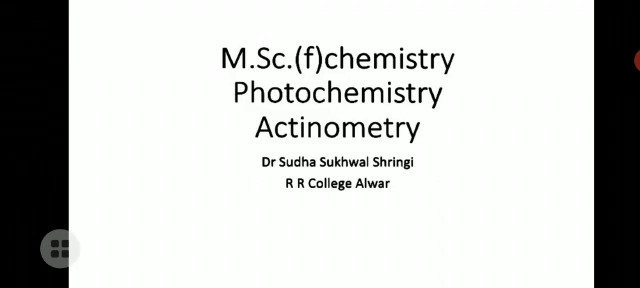 M.Sc.(f)chemistry
Photochemistry
Actinometry
Dr Sudha Sukhwal Shringi
R R College Alwar